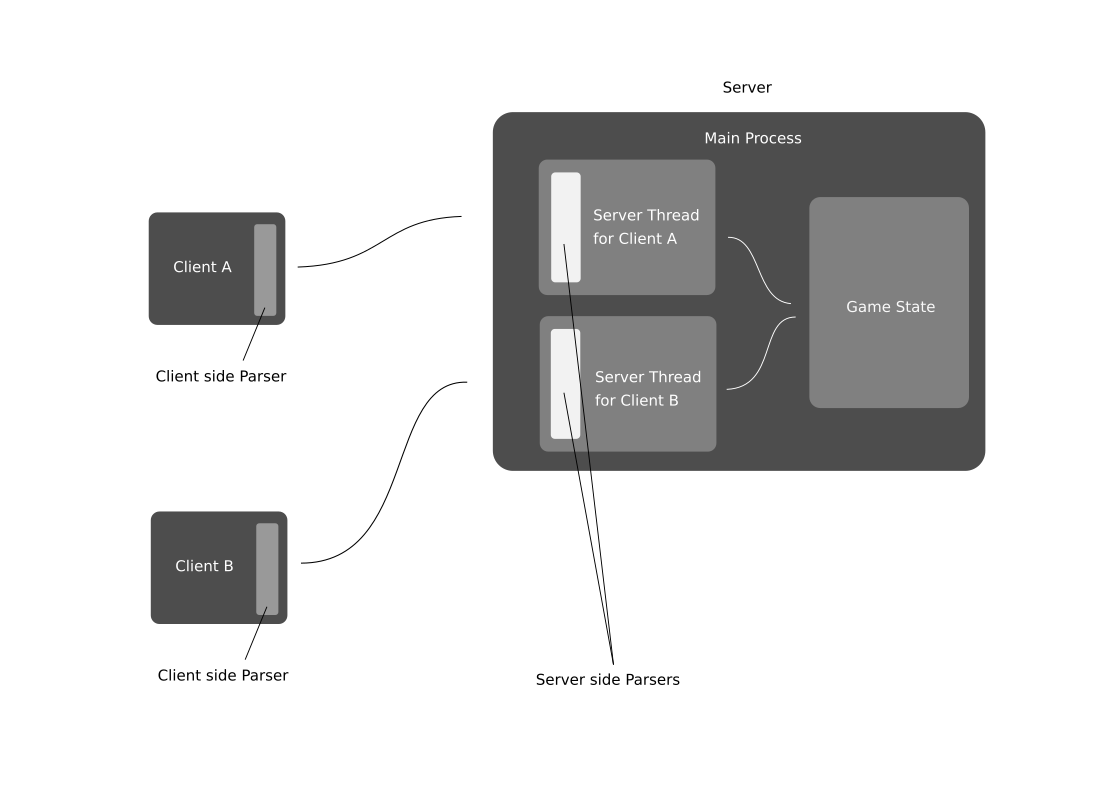 Server
Main Process
Server Thread
for Client A
Client A
Game State
Client side Parser
Server Thread
for Client B
Client B
Client side Parser
Server side Parsers